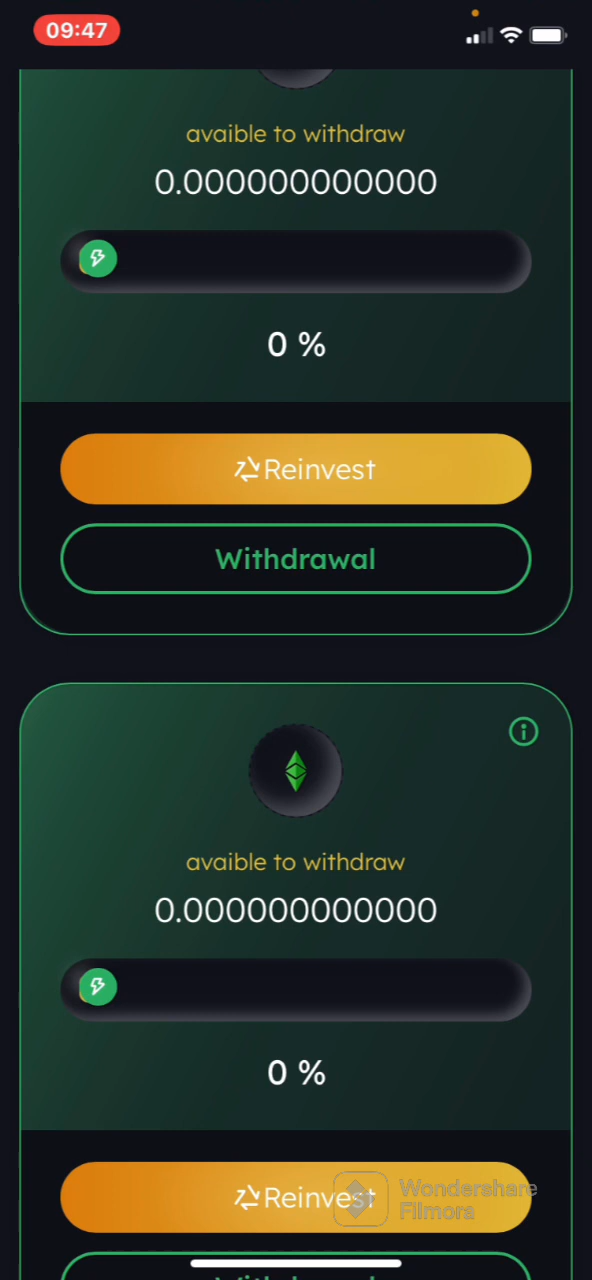 09:47
avaible to withdraw
0.000000000000
0 %
Reinvest
Withdrawal
avaible to withdraw
0.000000000000
0 %
Reinvest
Wondershare
Filmora